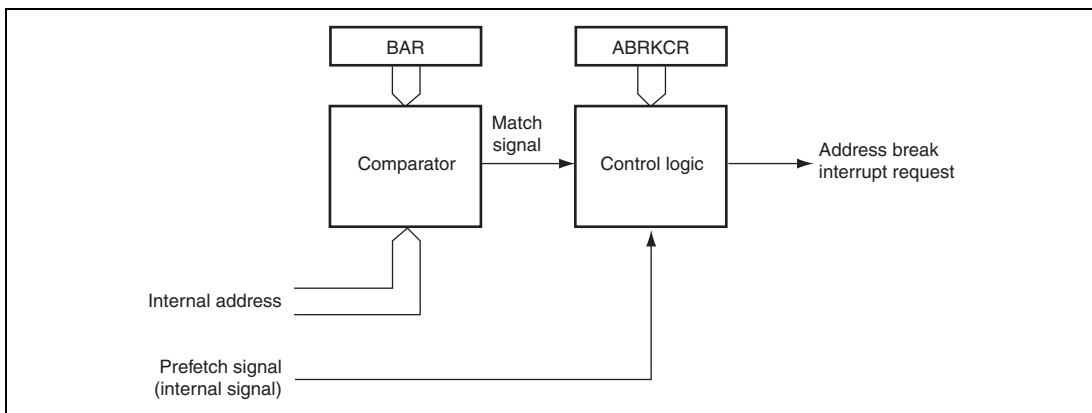 BAR
ABRKCR
Match
signal
Comparator
Control logic
Address break
interrupt request
Internal address
Prefetch signal
(internal signal)